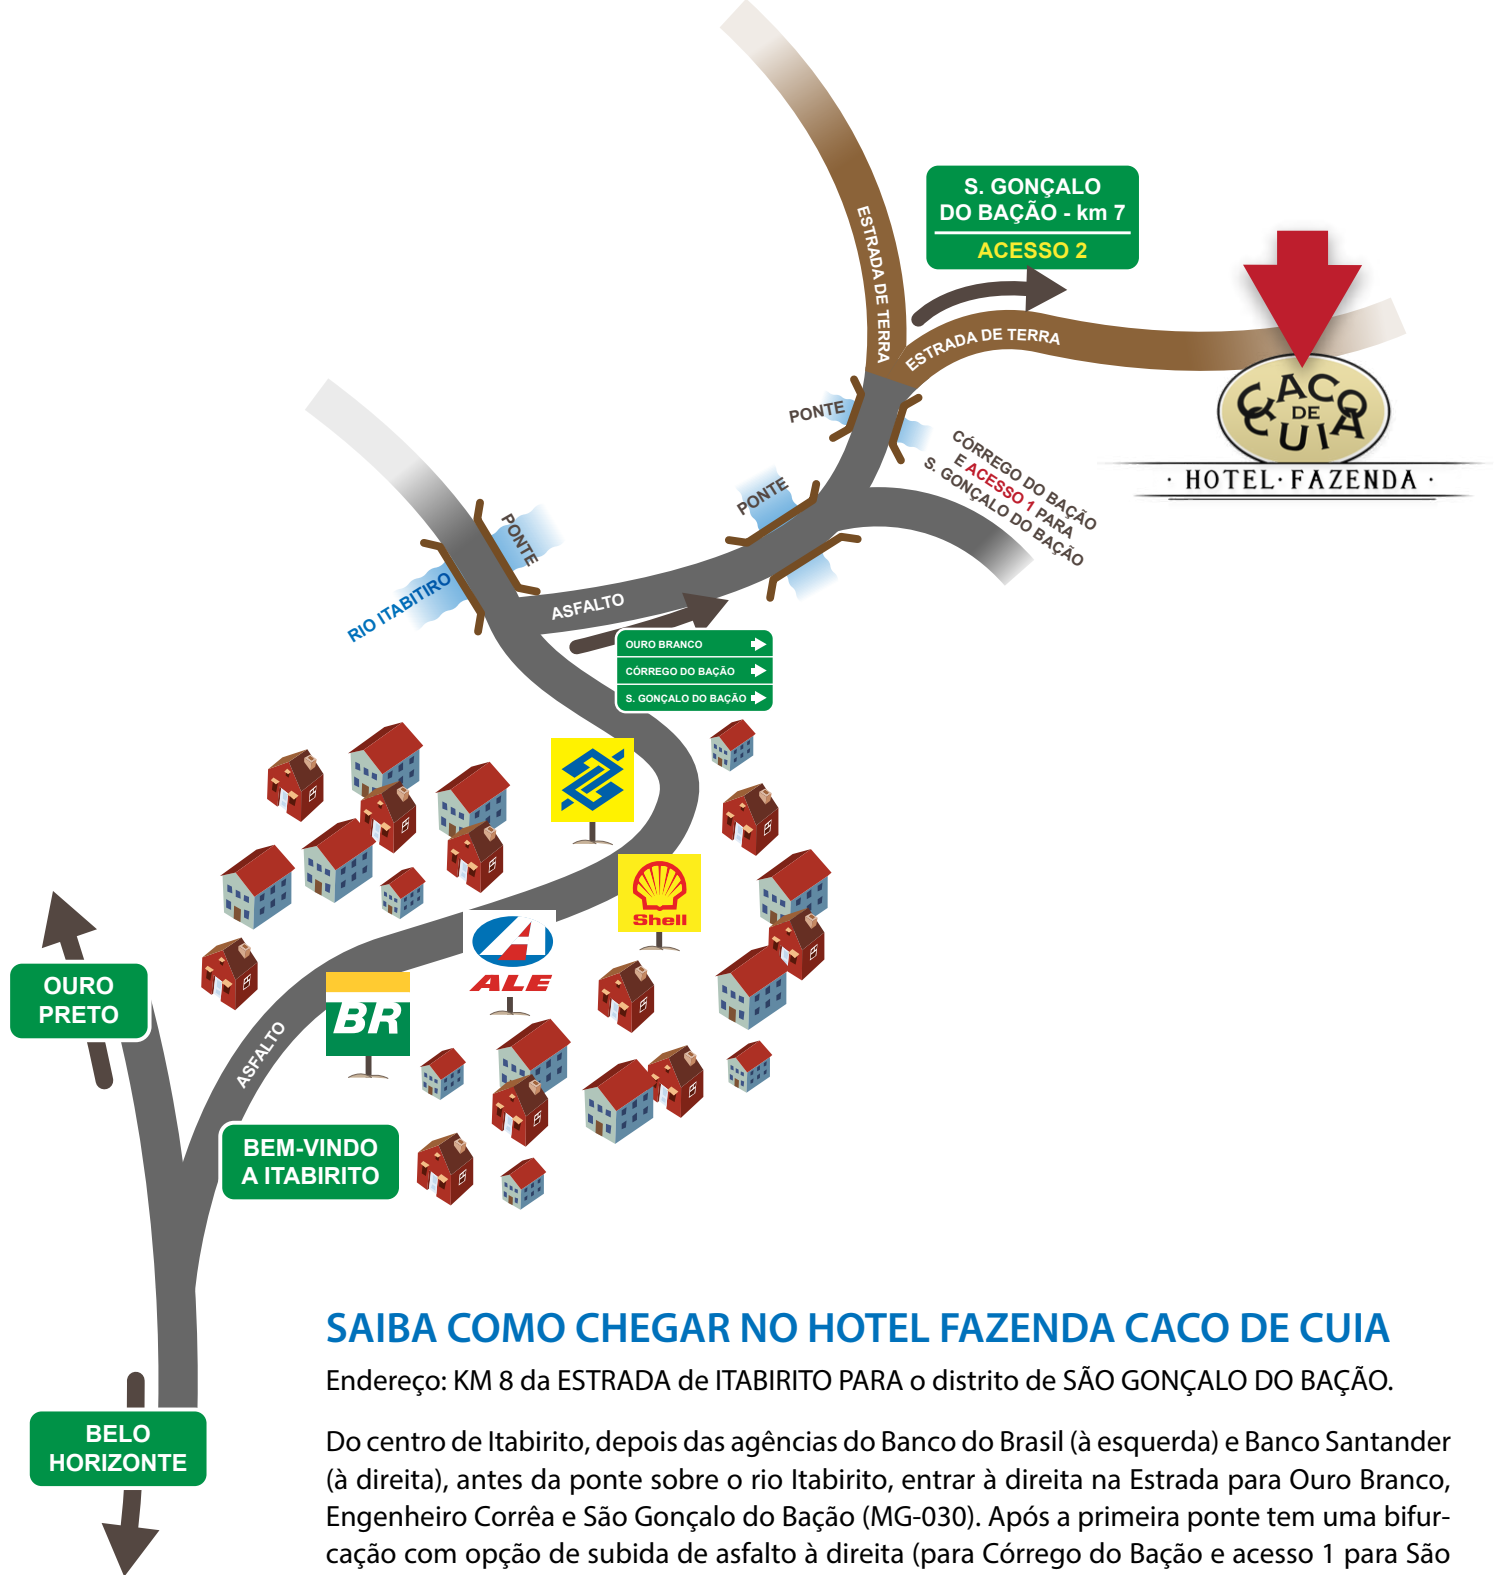 S. GONÇALO
DO BAÇÃO - km 7
ACESSO 2
ESTRADA DE TERRA
ESTRADA DE TERRA
CACO
DE
CUIA
· HOTEL·FAZENDA ·
PONTE
CÓRREGO DO BAÇÃO
E ACESSO 1 PARA
S. GONÇALO DO BAÇÃO
PONTE
PONTE
RIO ITABITIRO
ASFALTO
OURO BRANCO
CÓRREGO DO BAÇÃO
S. GONÇALO DO BAÇÃO
Shell
ALE
BR
OURO
PRETO
ASFALTO
BEM-VINDO
A ITABIRITO
BELO
HORIZONTE
SAIBA COMO CHEGAR NO HOTEL FAZENDA CACO DE CUIA
Endereço: KM 8 da ESTRADA de ITABIRITO PARA o distrito de SÃO GONÇALO DO BAÇÃO.
Do centro de Itabirito, depois das agências do Banco do Brasil (à esquerda) e Banco Santander
(à direita), antes da ponte sobre o rio Itabirito, entrar à direita na Estrada para Ouro Branco,
Engenheiro Corrêa e São Gonçalo do Bação (MG-030). Após a primeira ponte tem uma bifur-
cação com opção de subida de asfalto à direita (para Córrego do Bação e acesso 1 para São